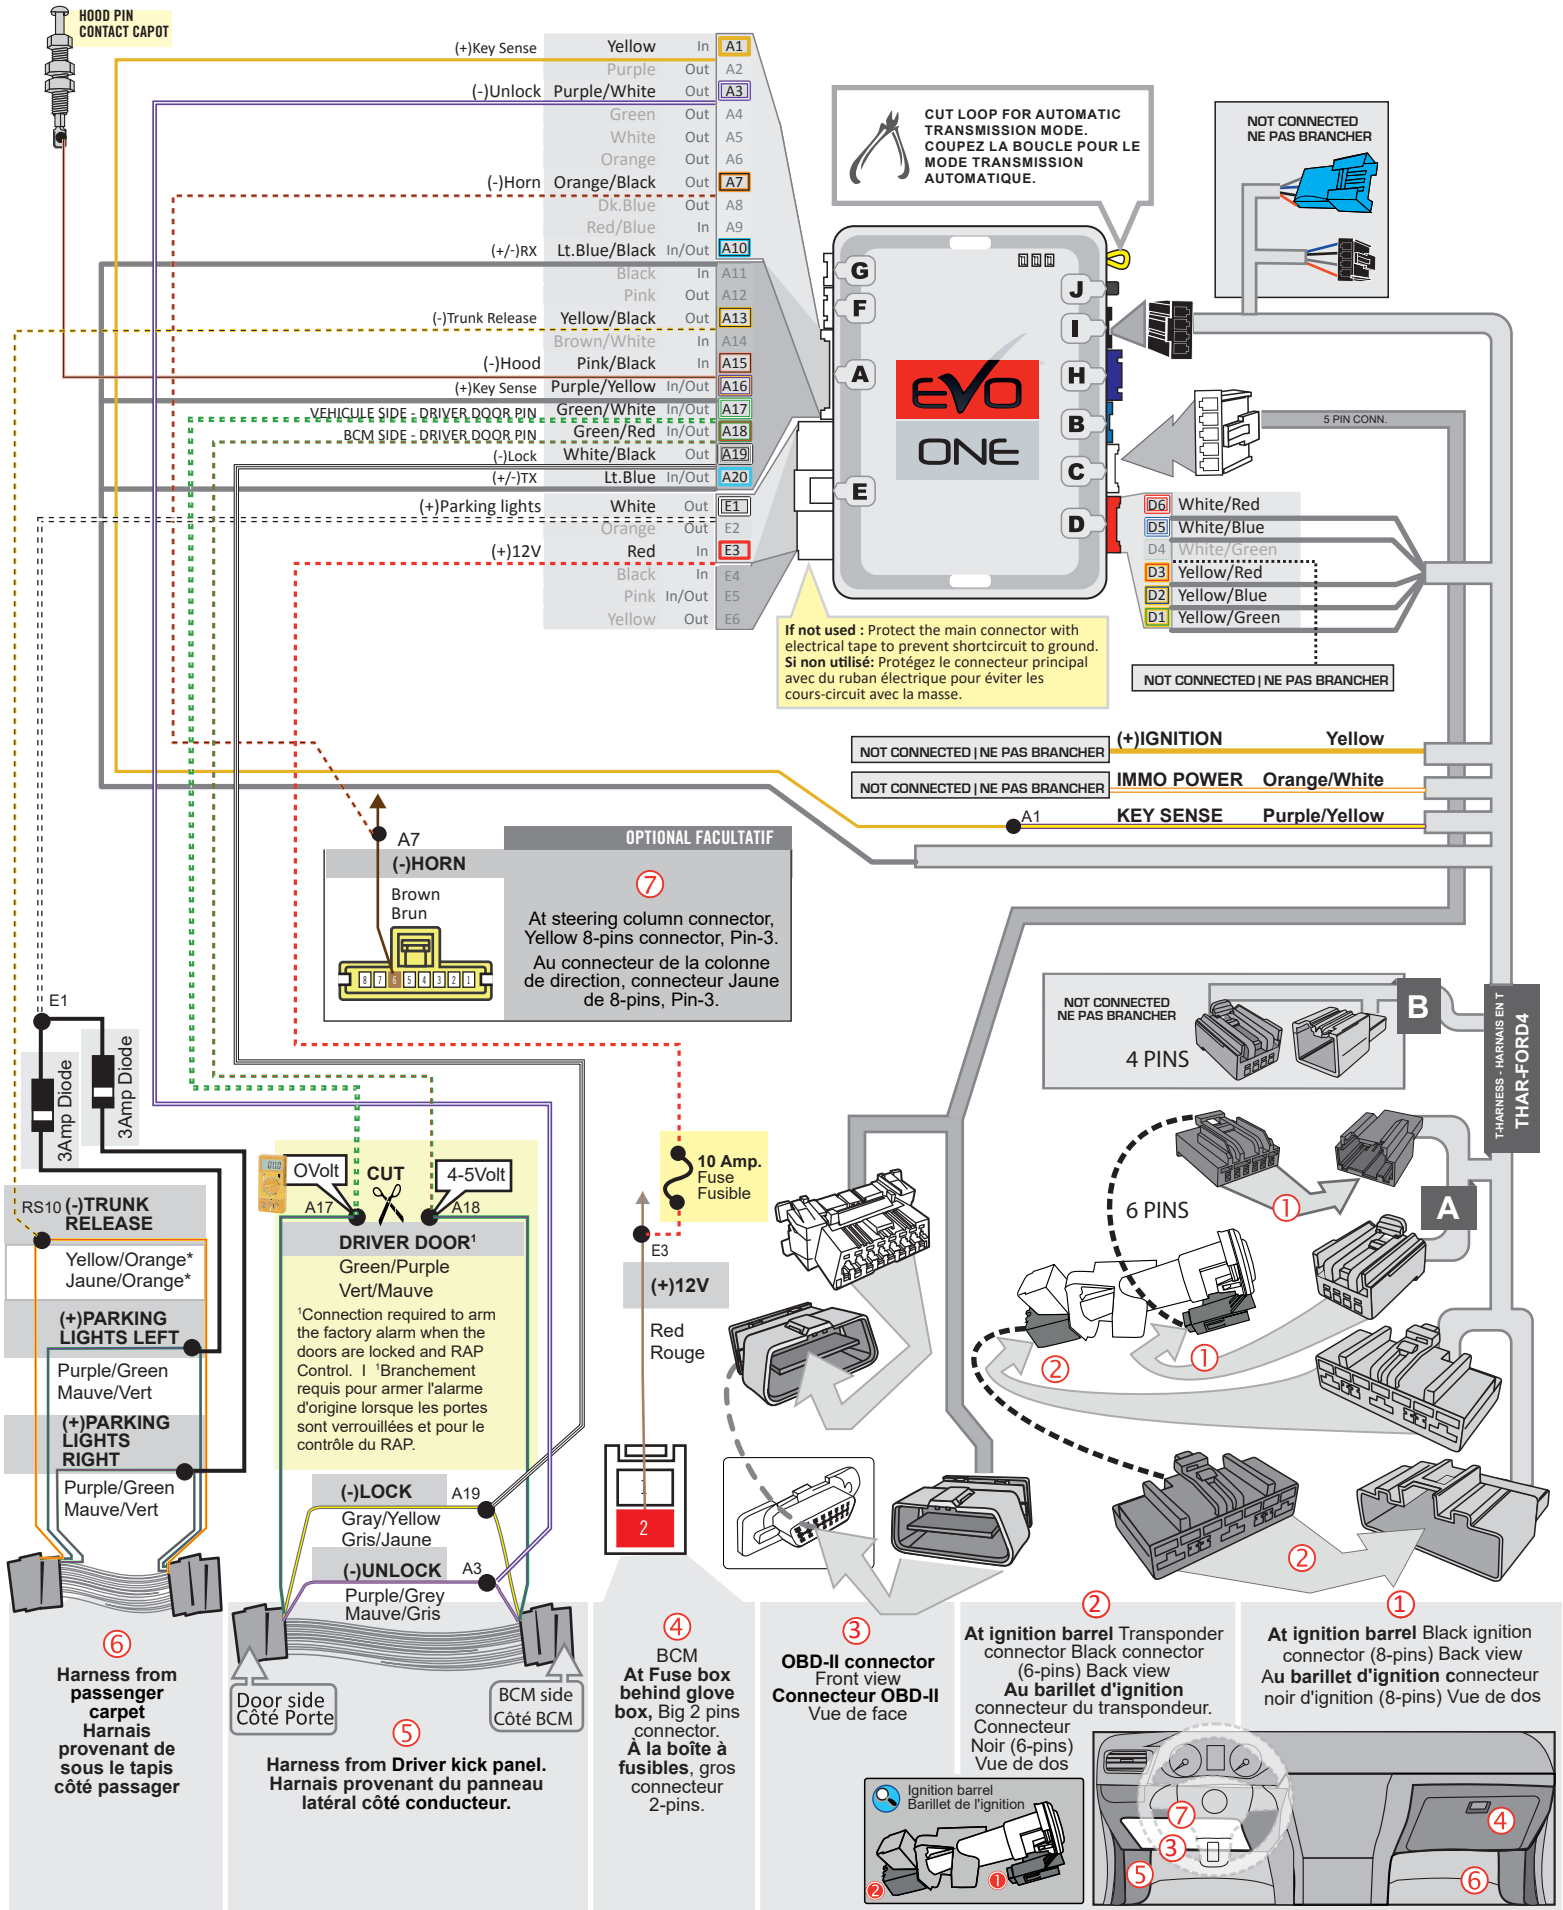 HOOD PIN
CONTACT CAPOT
(+)Key Sense Yellow In A1
Purple Out A2
(-)Unlock Purple/White Out A3
Green Out A4
White Out A5
Orange Out A6
(-)Horn Orange/Black Out A7
Dk.Blue Out A8
Red/Blue In A9
(+/-)RX Lt.Blue/Black In/Out A10
Black In A11
Pink Out A12
(-)Trunk Release Yellow/Black Out A13
Brown/White In A14
(-)Hood Pink/Black In A15
(+)Key Sense Purple/Yellow In/Out A16
VEHICULE SIDE - DRIVER DOOR PIN Green/White In/Out A17
BCM SIDE - DRIVER DOOR PIN Green/Red In/Out A18
(-)Lock White/Black Out A19
(+/-)TX Lt.Blue In/Out A20
(+)Parking lights White Out E1
Orange Out E2
(+)12V Red In E3
Black In E4
Pink In/Out E5
Yellow Out E6
CUT LOOP FOR AUTOMATIC
TRANSMISSION MODE.
COUPEZ LA BOUCLE POUR LE
MODE TRANSMISSION
AUTOMATIQUE.
NOT CONNECTED
NE PAS BRANCHER
G
F
A
E
J
I
H
B
C
D
EVO
ONE
5 PIN CONN.
D6 White/Red
D5 White/Blue
D4 White/Green
D3 Yellow/Red
D2 Yellow/Blue
D1 Yellow/Green
NOT CONNECTED | NE PAS BRANCHER
If not used : Protect the main connector with
electrical tape to prevent shortcircuit to ground.
Si non utilisé: Protégez le connecteur principal
avec du ruban électrique pour éviter les
cours-circuit avec la masse.
NOT CONNECTED | NE PAS BRANCHER (+)IGNITION Yellow
NOT CONNECTED | NE PAS BRANCHER IMMO POWER Orange/White
A1 KEY SENSE Purple/Yellow
A7
OPTIONAL FACULTATIF
(-)HORN
Brown
Brun
8 7 6 5 4 3 2 1
7
At steering column connector,
Yellow 8-pins connector, Pin-3.
Au connecteur de la colonne
de direction, connecteur Jaune
de 8-pins, Pin-3.
NOT CONNECTED
NE PAS BRANCHER
4 PINS
B
T-HARNESS - HARNAIS EN T
THAR-FORD4
6 PINS
A
1
1
2
2
E1
3Amp Diode
3Amp Diode
RS10 (-)TRUNK
RELEASE
Yellow/Orange*
Jaune/Orange*
(+)PARKING
LIGHTS LEFT
Purple/Green
Mauve/Vert
(+)PARKING
LIGHTS
RIGHT
Purple/Green
Mauve/Vert
0Volt
CUT
4-5Volt
A17
A18
DRIVER DOOR¹
Green/Purple
Vert/Mauve
¹Connection required to arm
the factory alarm when the
doors are locked and RAP
Control. I ¹Branchement
requis pour armer l'alarme
d'origine lorsque les portes
sont verrouillées et pour le
contrôle du RAP.
(-)LOCK A19
Gray/Yellow
Gris/Jaune
(-)UNLOCK A3
Purple/Grey
Mauve/Gris
10 Amp.
Fuse
Fusible
E3
(+)12V
Red
Rouge
1
2
6
Harness from
passenger
carpet
Harnais
provenant de
sous le tapis
côté passager
Door side
Côté Porte
BCM side
Côté BCM
5
Harness from Driver kick panel.
Harnais provenant du panneau
latéral côté conducteur.
4
BCM
At Fuse box
behind glove
box, Big 2 pins
connector.
À la boîte à
fusibles, gros
connecteur
2-pins.
3
OBD-II connector
Front view
Connecteur OBD-II
Vue de face
2
At ignition barrel Transponder
connector Black connector
(6-pins) Back view
Au barillet d'ignition
connecteur du transpondeur.
Connecteur
Noir (6-pins)
Vue de dos
1
At ignition barrel Black ignition
connector (8-pins) Back view
Au barillet d'ignition connecteur
noir d'ignition (8-pins) Vue de dos
Ignition barrel
Barillet de l'ignition
2
1
7
3
5
4
6